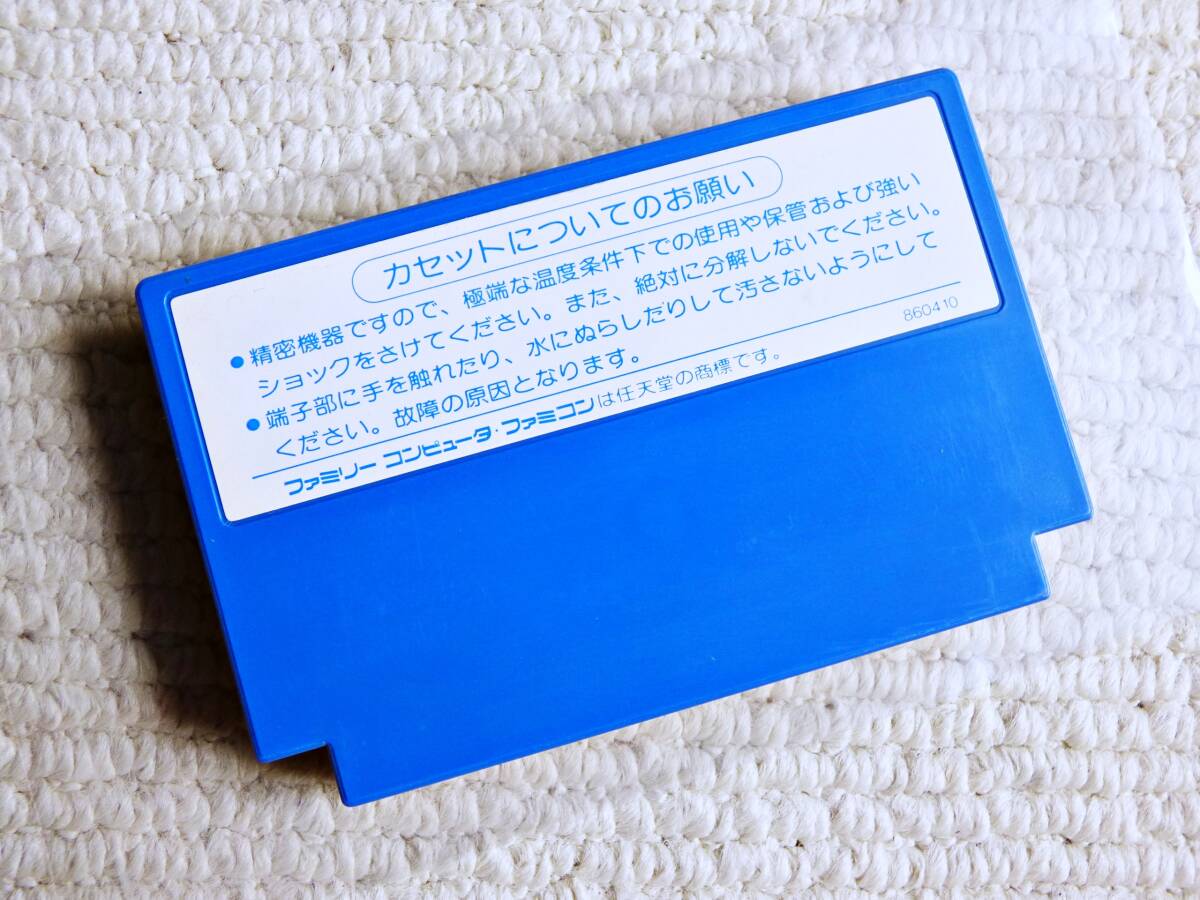 カセットについてのお願い
●精密機器ですので、極端な温度条件下での使用や保管および強い
ショックをさけてください。また、絶対に分解しないでください。
●端子部に手を触れたり、水にぬらしたりして汚さないようにして
ください。故障の原因となります。
860410
ファミリー コンピュータ・ファミコンは任天堂の商標です。